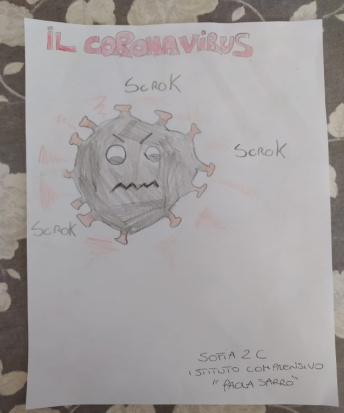 IL CORONAVIRUS
SCROK
SCROK
SCROK
SOFIA 2 C
ISTITUTO COMPRENSIVO
"PAOLA SARRO"